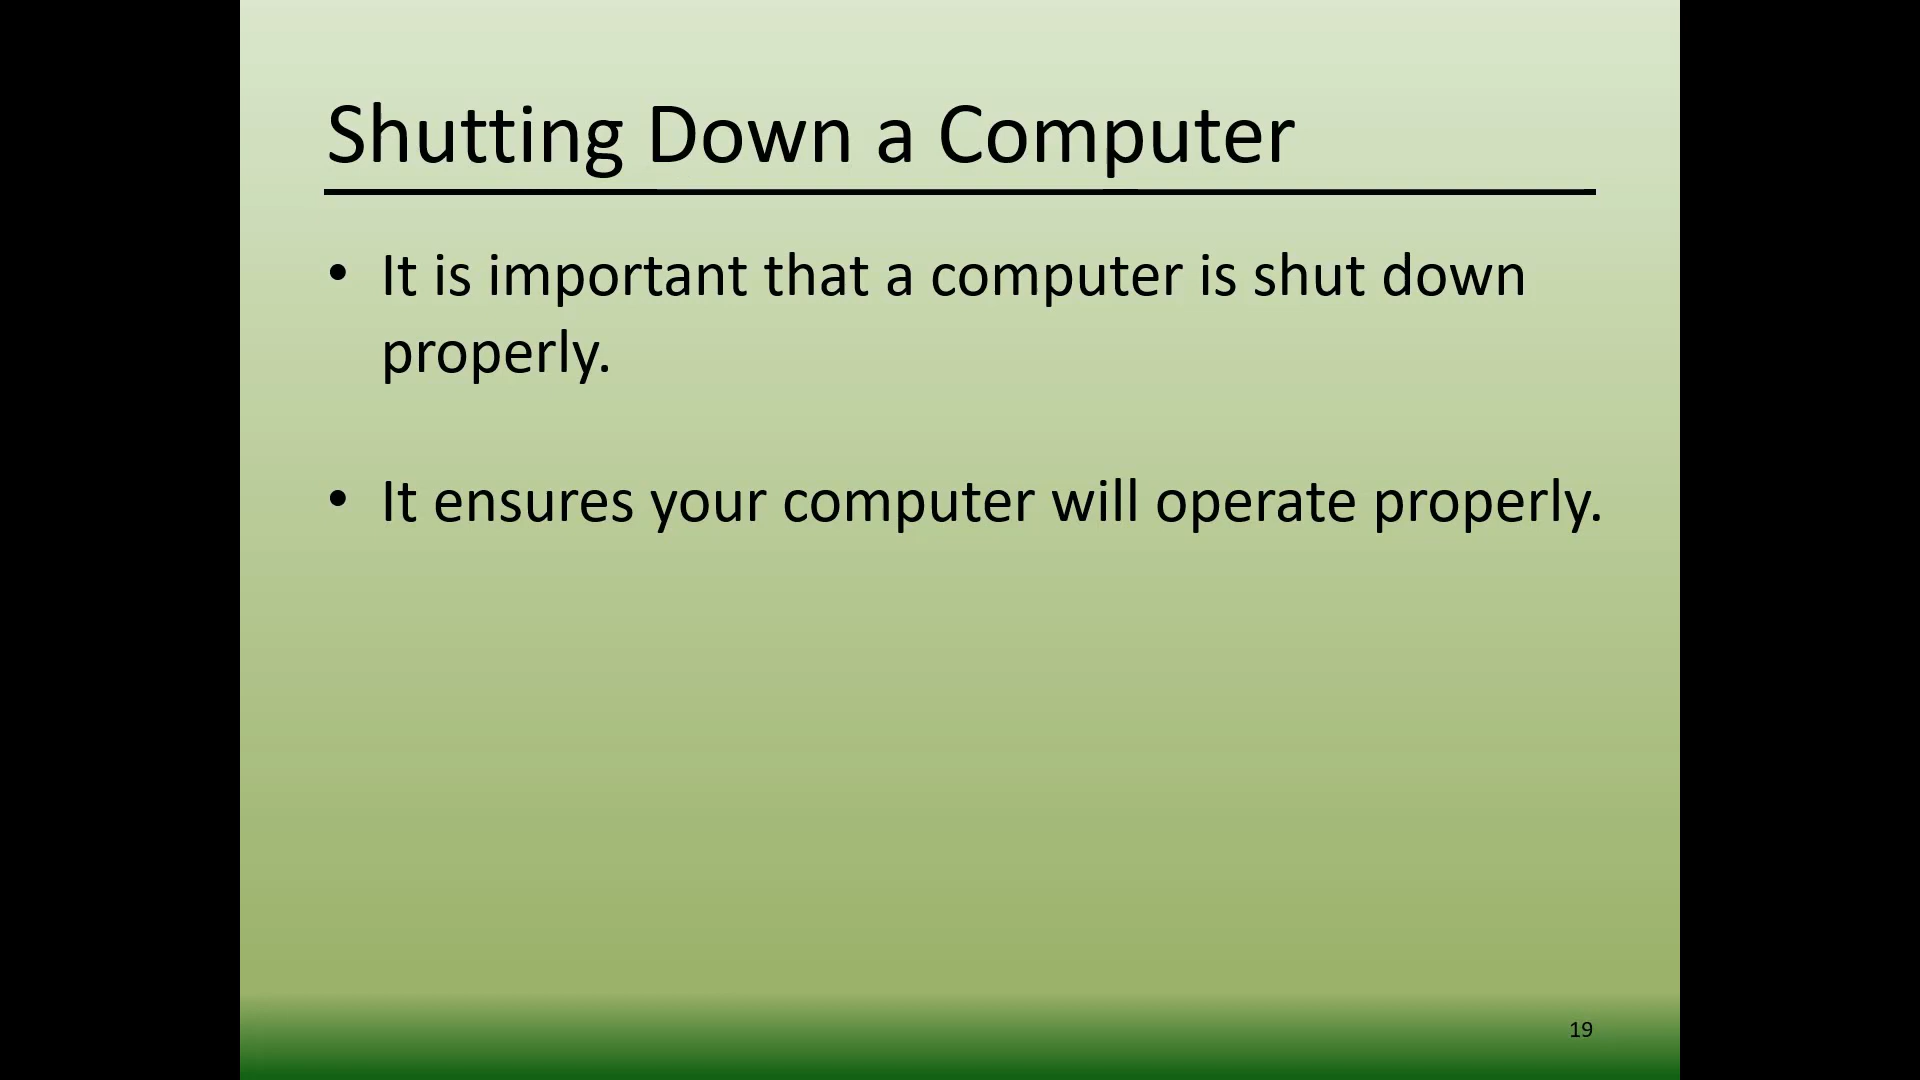 Shutting Down a Computer
• It is important that a computer is shut down
properly.
• It ensures your computer will operate properly.
19